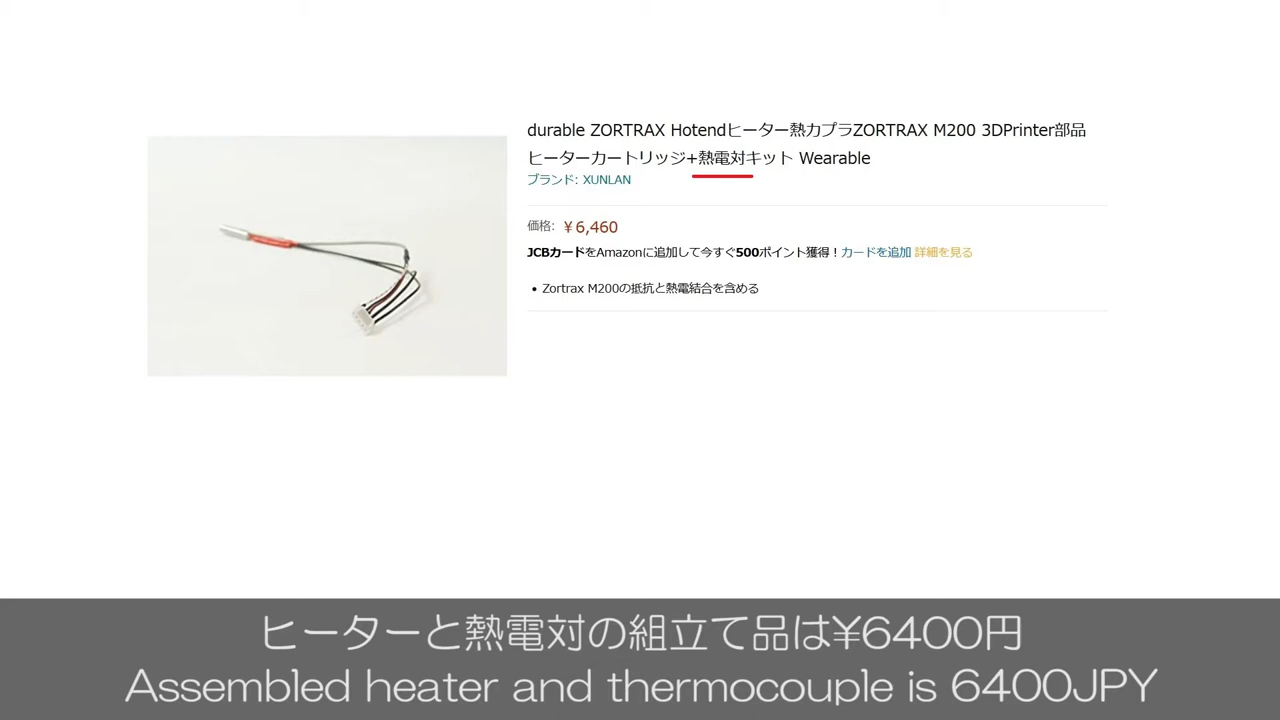 durable ZORTRAX Hotendヒーター熱カプラZORTRAX M200 3DPrinter部品
ヒーターカートリッジ+熱電対キット Wearable
ブランド: XUNLAN
価格: ￥6,460
JCBカードをAmazonに追加して今すぐ500ポイント獲得！カードを追加 詳細を見る
• Zortrax M200の抵抗と熱電結合を含める
ヒーターと熱電対の組立て品は¥6400円
Assembled heater and thermocouple is 6400JPY